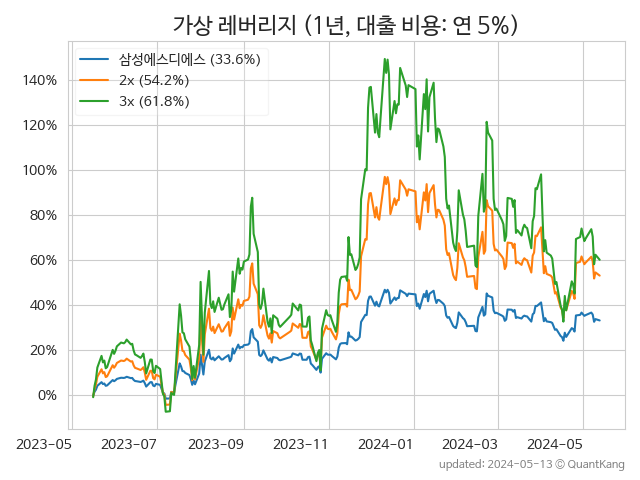 가상 레버리지 (1년, 대출 비용: 연 5%)
삼성에스디에스 (33.6%)
2x (54.2%)
3x (61.8%)
140%
120%
100%
80%
60%
40%
20%
0%
2023-05 2023-07 2023-09 2023-11 2024-01 2024-03 2024-05
updated: 2024-05-13 © QuantKang